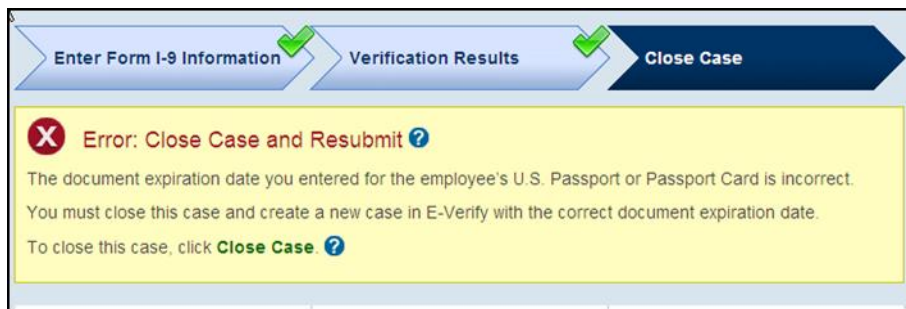 Enter Form I-9 Information
Verification Results
Close Case
Error: Close Case and Resubmit ?
The document expiration date you entered for the employee's U.S. Passport or Passport Card is incorrect.
You must close this case and create a new case in E-Verify with the correct document expiration date.
To close this case, click Close Case. ?